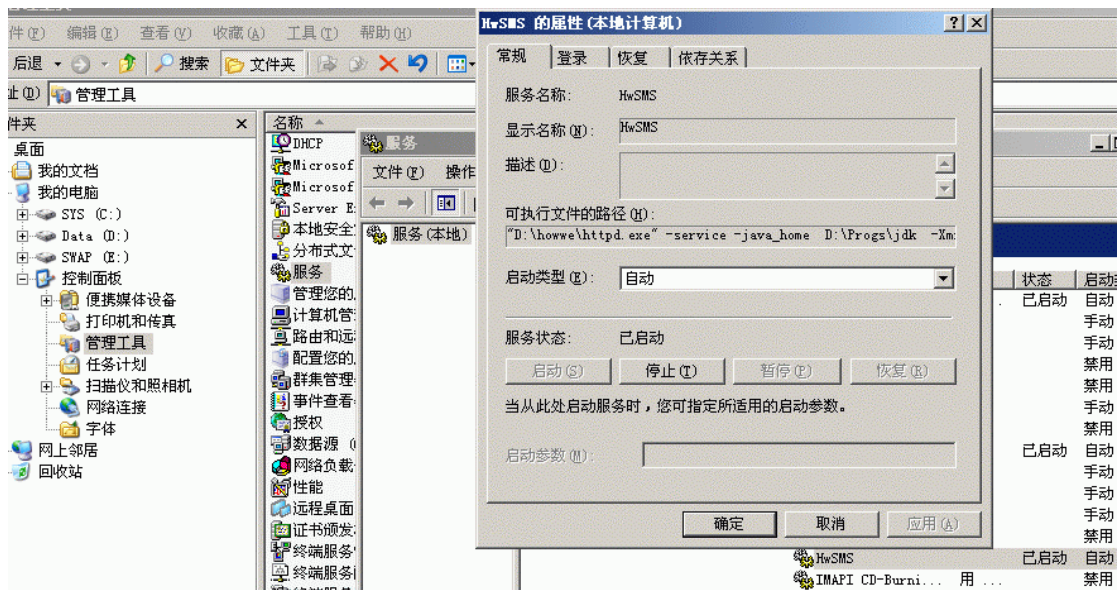 件(F) 编辑(E) 查看(V) 收藏(A) 工具(T) 帮助(H)
后退 搜索 文件夹
址(D) 管理工具
件夹
桌面
我的文档
我的电脑
SYS (C:)
Data (D:)
SWAP (E:)
控制面板
便携媒体设备
打印机和传真
管理工具
任务计划
扫描仪和照相机
网络连接
字体
网上邻居
回收站
名称
DHCP
Microsof
Microsof
Server E
本地安全
分布式文
服务
管理您的
计算机管
路由和远
配置您的
群集管理
事件查看
授权
数据源 (
网络负载
性能
远程桌面
证书颁发
终端服务
终端服务
服务
文件(F) 操作
服务(本地)
HwSMS 的属性(本地计算机)
常规 登录 恢复 依存关系
服务名称: HwSMS
显示名称(N): HwSMS
描述(D):
可执行文件的路径(H):
"D:\howwe\httpd.exe" -service -java_home D:\Progs\jdk -Xm
启动类型(E): 自动
服务状态: 已启动
启动(S) 停止(T) 暂停(P) 恢复(R)
当从此处启动服务时,您可指定所适用的启动参数。
启动参数(M):
确定 取消 应用(A)
状态 启动
. 已启动 自动
手动
手动
禁用
禁用
手动
禁用
已启动 自动
手动
手动
手动
禁用
HwSMS 已启动 自动
IMAPI CD-Burni... 用 ... 禁用